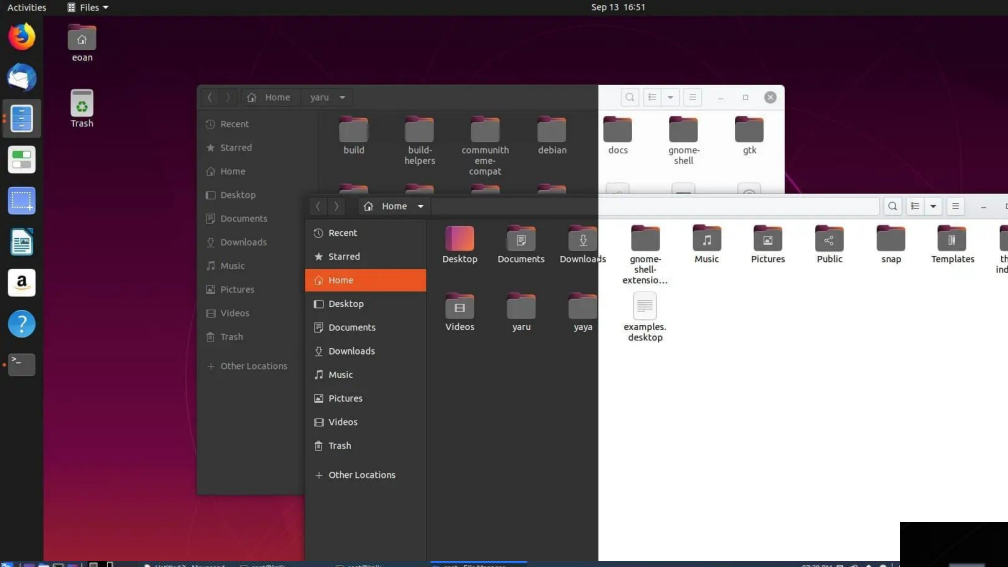 Activities
Files
Sep 13 16:51
eoan
Trash
Home
yaru
Recent
Starred
Home
Desktop
Documents
Downloads
Music
Pictures
Videos
Trash
Other Locations
build
build-
helpers
communith
eme-
compat
debian
docs
gnome-
shell
gtk
Home
Recent
Starred
Home
Desktop
Documents
Downloads
Music
Pictures
Videos
Trash
Other Locations
Desktop
Documents
Downloads
gnome-
shell-
extensio...
Music
Pictures
Public
snap
Templates
Videos
yaru
yaya
examples.
desktop